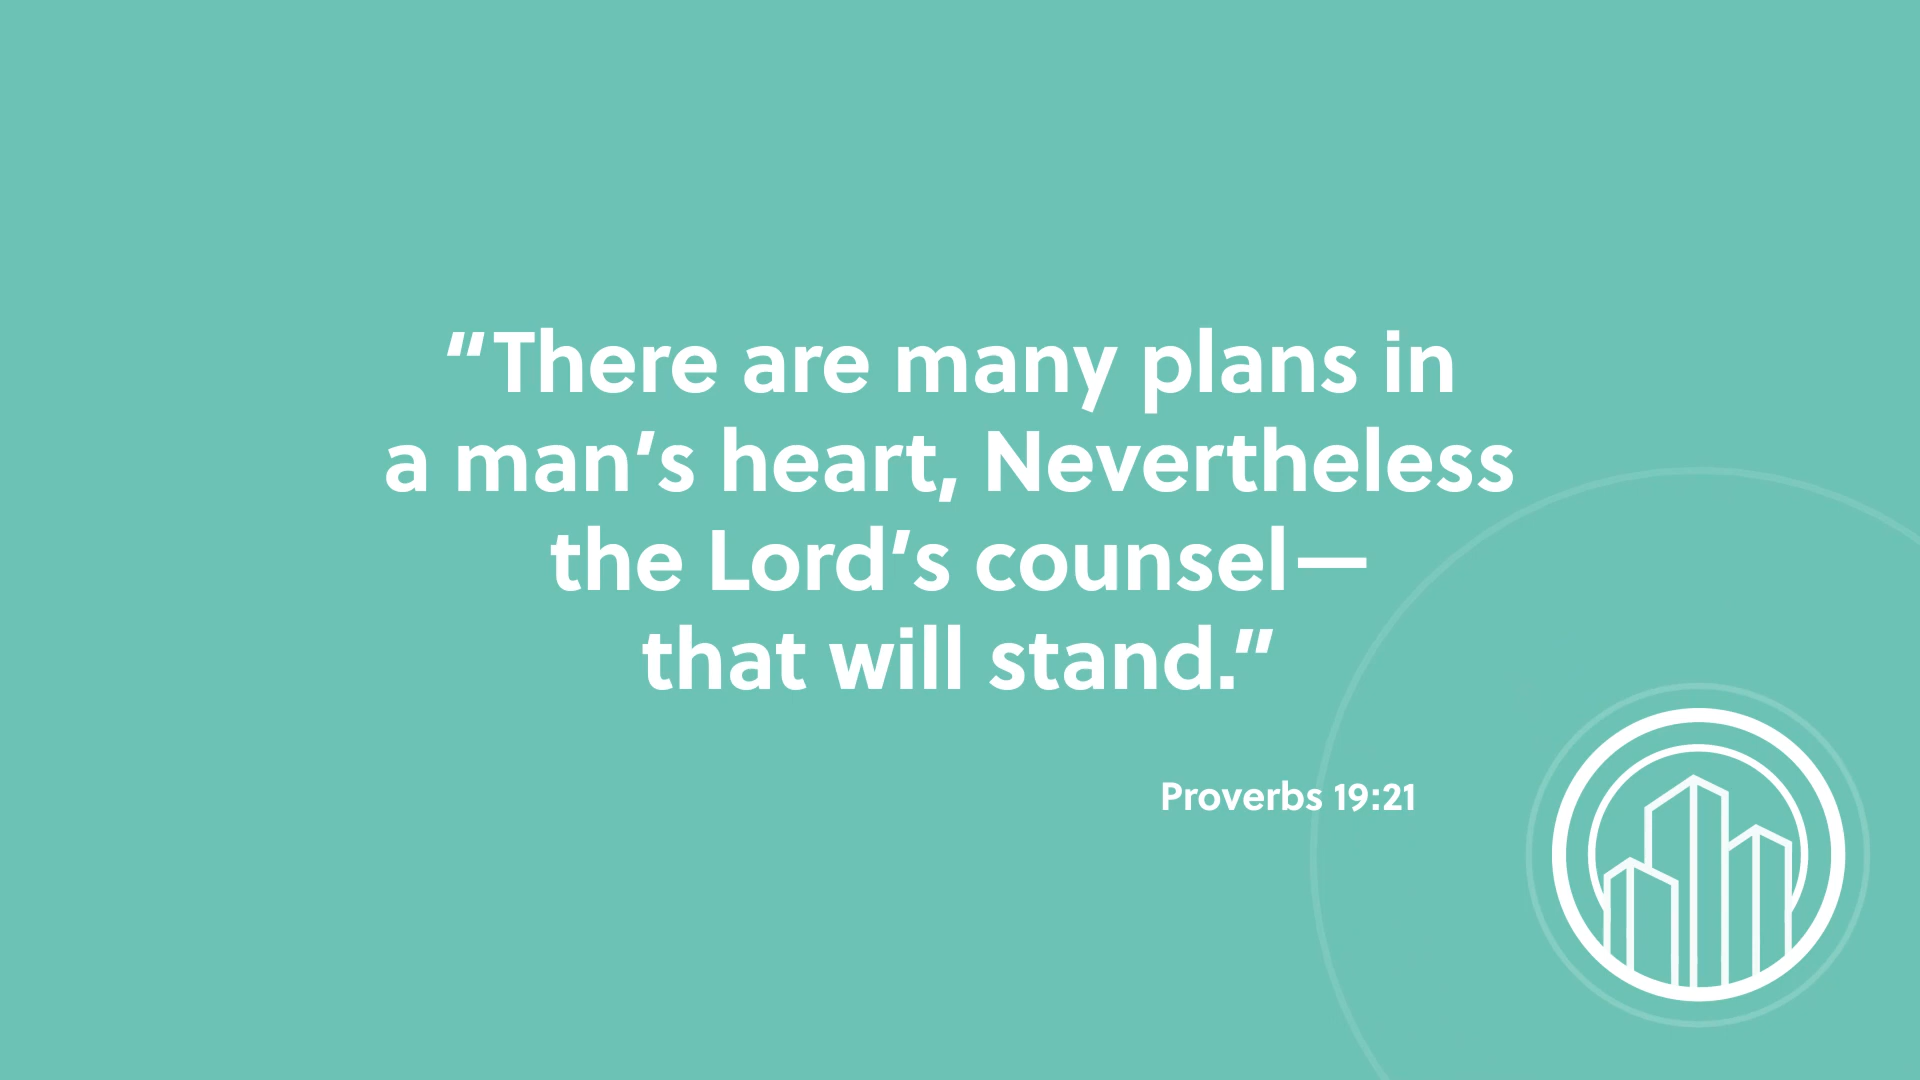 “There are many plans in
a man’s heart, Nevertheless
the Lord’s counsel—
that will stand.”
Proverbs 19:21